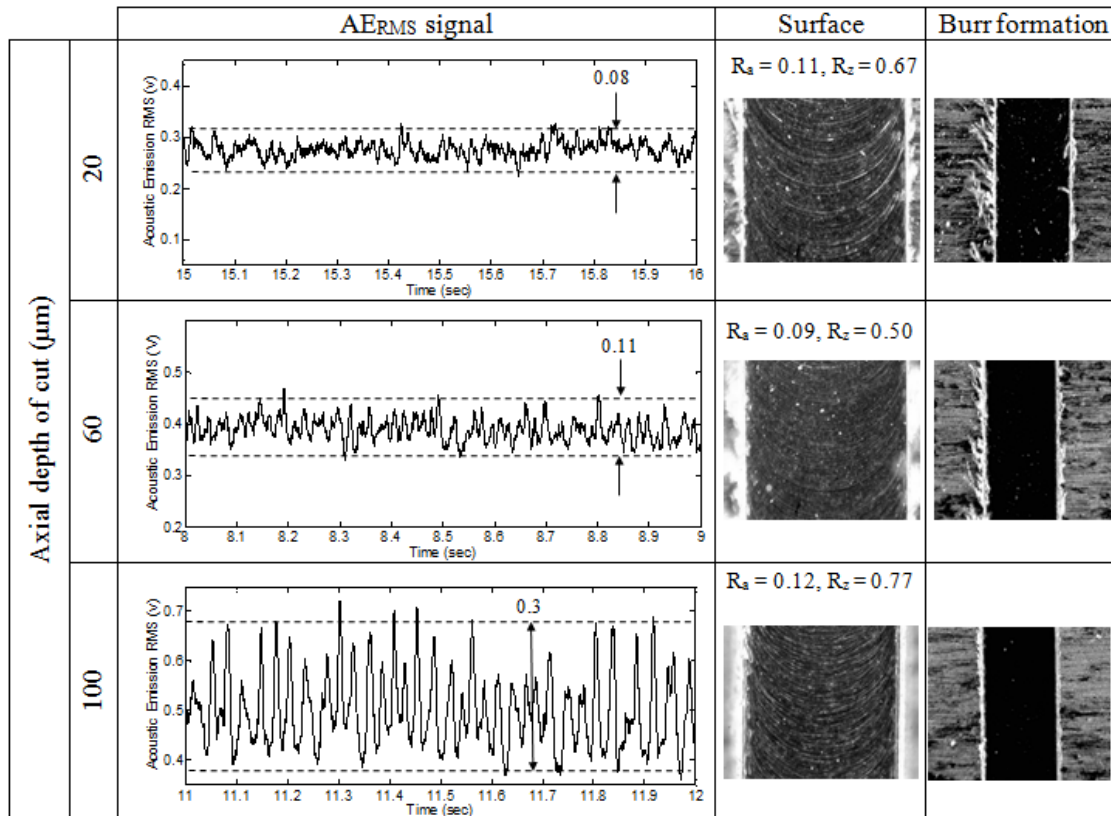 AERMS signal
Surface
Burr formation
Axial depth of cut (µm)
20
Acoustic Emission RMS (v)
0.4
0.3
0.2
0.1
0.08
15 15.1 15.2 15.3 15.4 15.5 15.6 15.7 15.8 15.9 16
Time (sec)
Ra = 0.11, Rz = 0.67
60
Acoustic Emission RMS (V)
0.5
0.4
0.3
0.2
0.11
8 8.1 8.2 8.3 8.4 8.5 8.6 8.7 8.8 8.9 9
Time (sec)
Ra = 0.09, Rz = 0.50
100
Acoustic Emission RMS (v)
0.7
0.6
0.5
0.4
0.3
11 11.1 11.2 11.3 11.4 11.5 11.6 11.7 11.8 11.9 12
Time (sec)
Ra = 0.12, Rz = 0.77